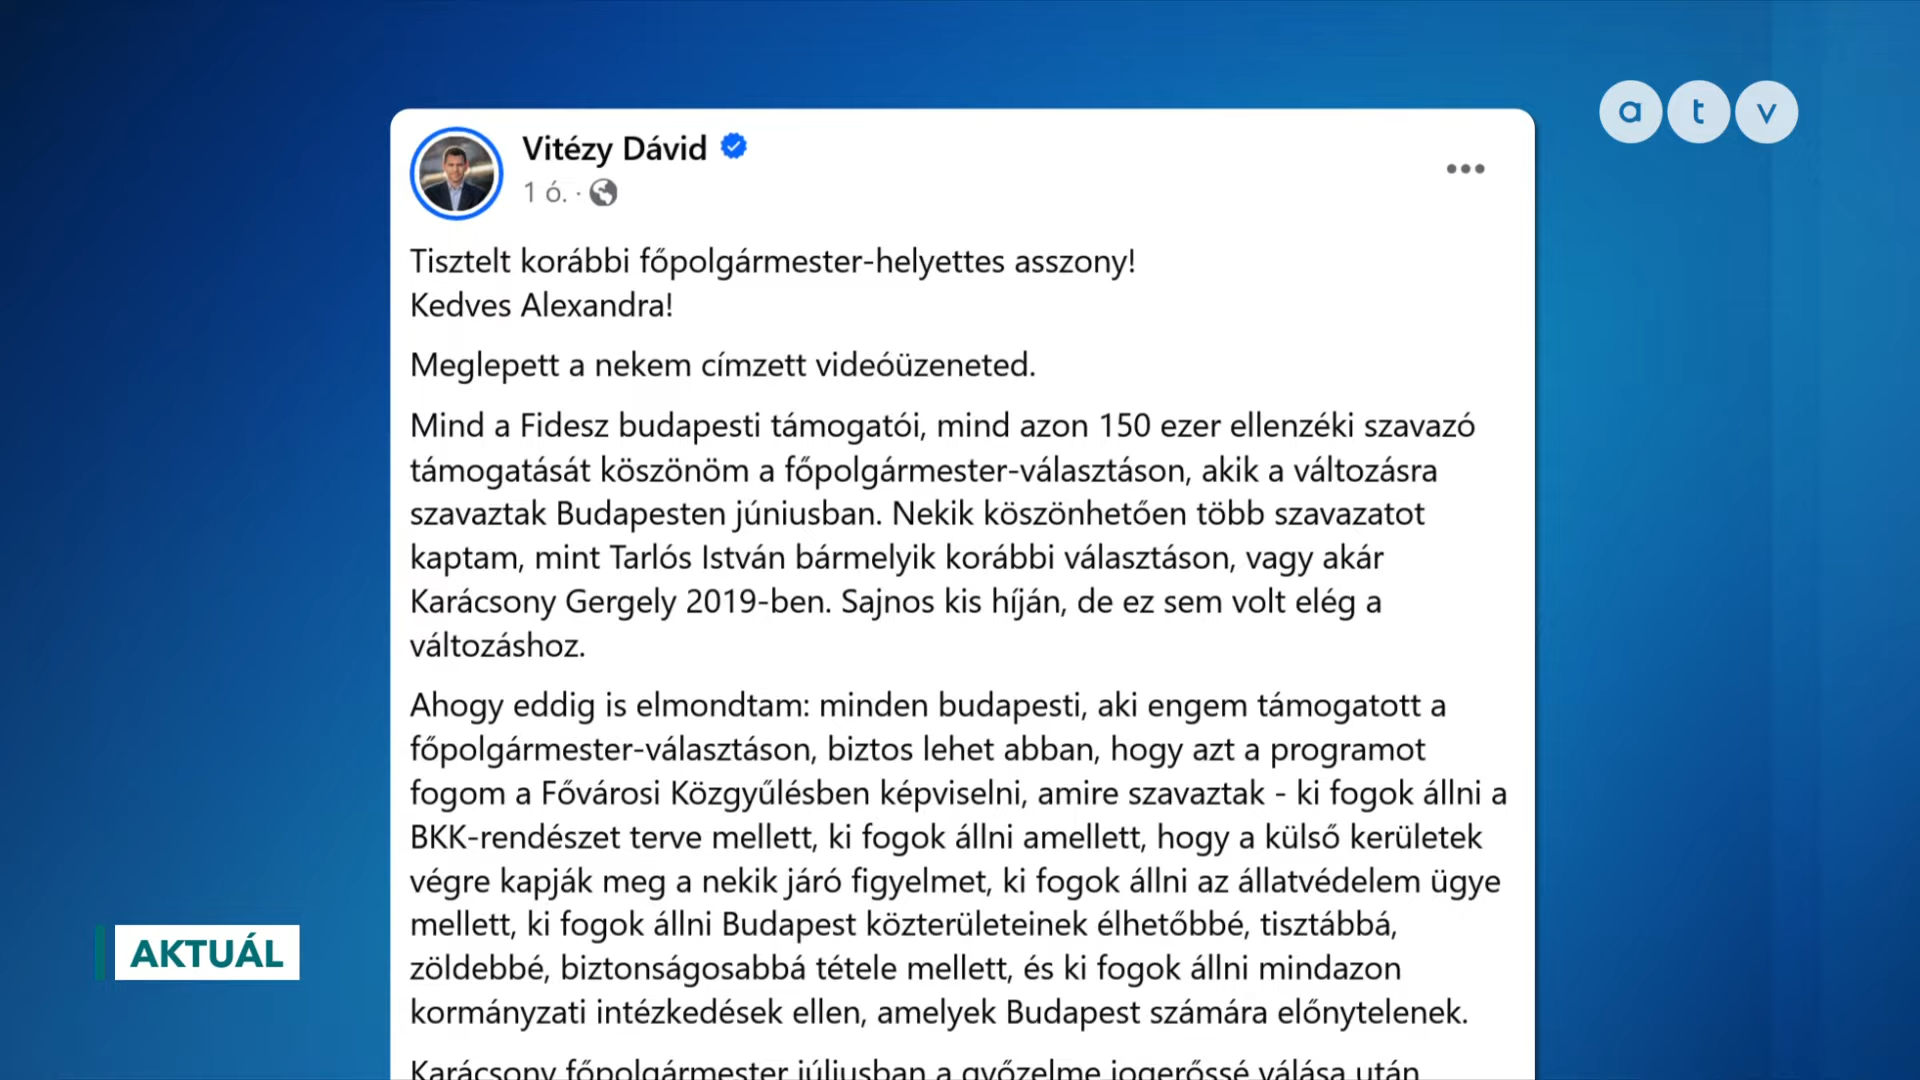 a t v
Vitézy Dávid
1 ó. ·
Tisztelt korábbi főpolgármester-helyettes asszony!
Kedves Alexandra!
Meglepett a nekem címzett videóüzeneted.
Mind a Fidesz budapesti támogatói, mind azon 150 ezer ellenzéki szavazó
támogatását köszönöm a főpolgármester-választáson, akik a változásra
szavaztak Budapesten júniusban. Nekik köszönhetően több szavazatot
kaptam, mint Tarlós István bármelyik korábbi választáson, vagy akár
Karácsony Gergely 2019-ben. Sajnos kis híján, de ez sem volt elég a
változáshoz.
Ahogy eddig is elmondtam: minden budapesti, aki engem támogatott a
főpolgármester-választáson, biztos lehet abban, hogy azt a programot
fogom a Fővárosi Közgyűlésben képviselni, amire szavaztak - ki fogok állni a
BKK-rendészet terve mellett, ki fogok állni amellett, hogy a külső kerületek
végre kapják meg a nekik járó figyelmet, ki fogok állni az állatvédelem ügye
mellett, ki fogok állni Budapest közterületeinek élhetőbbé, tisztábbá,
zöldebbé, biztonságosabbá tétele mellett, és ki fogok állni mindazon
kormányzati intézkedések ellen, amelyek Budapest számára előnytelenek.
Karácsony főpolgármester júliusban a győzelme jogerőssé válása után
AKTUÁL